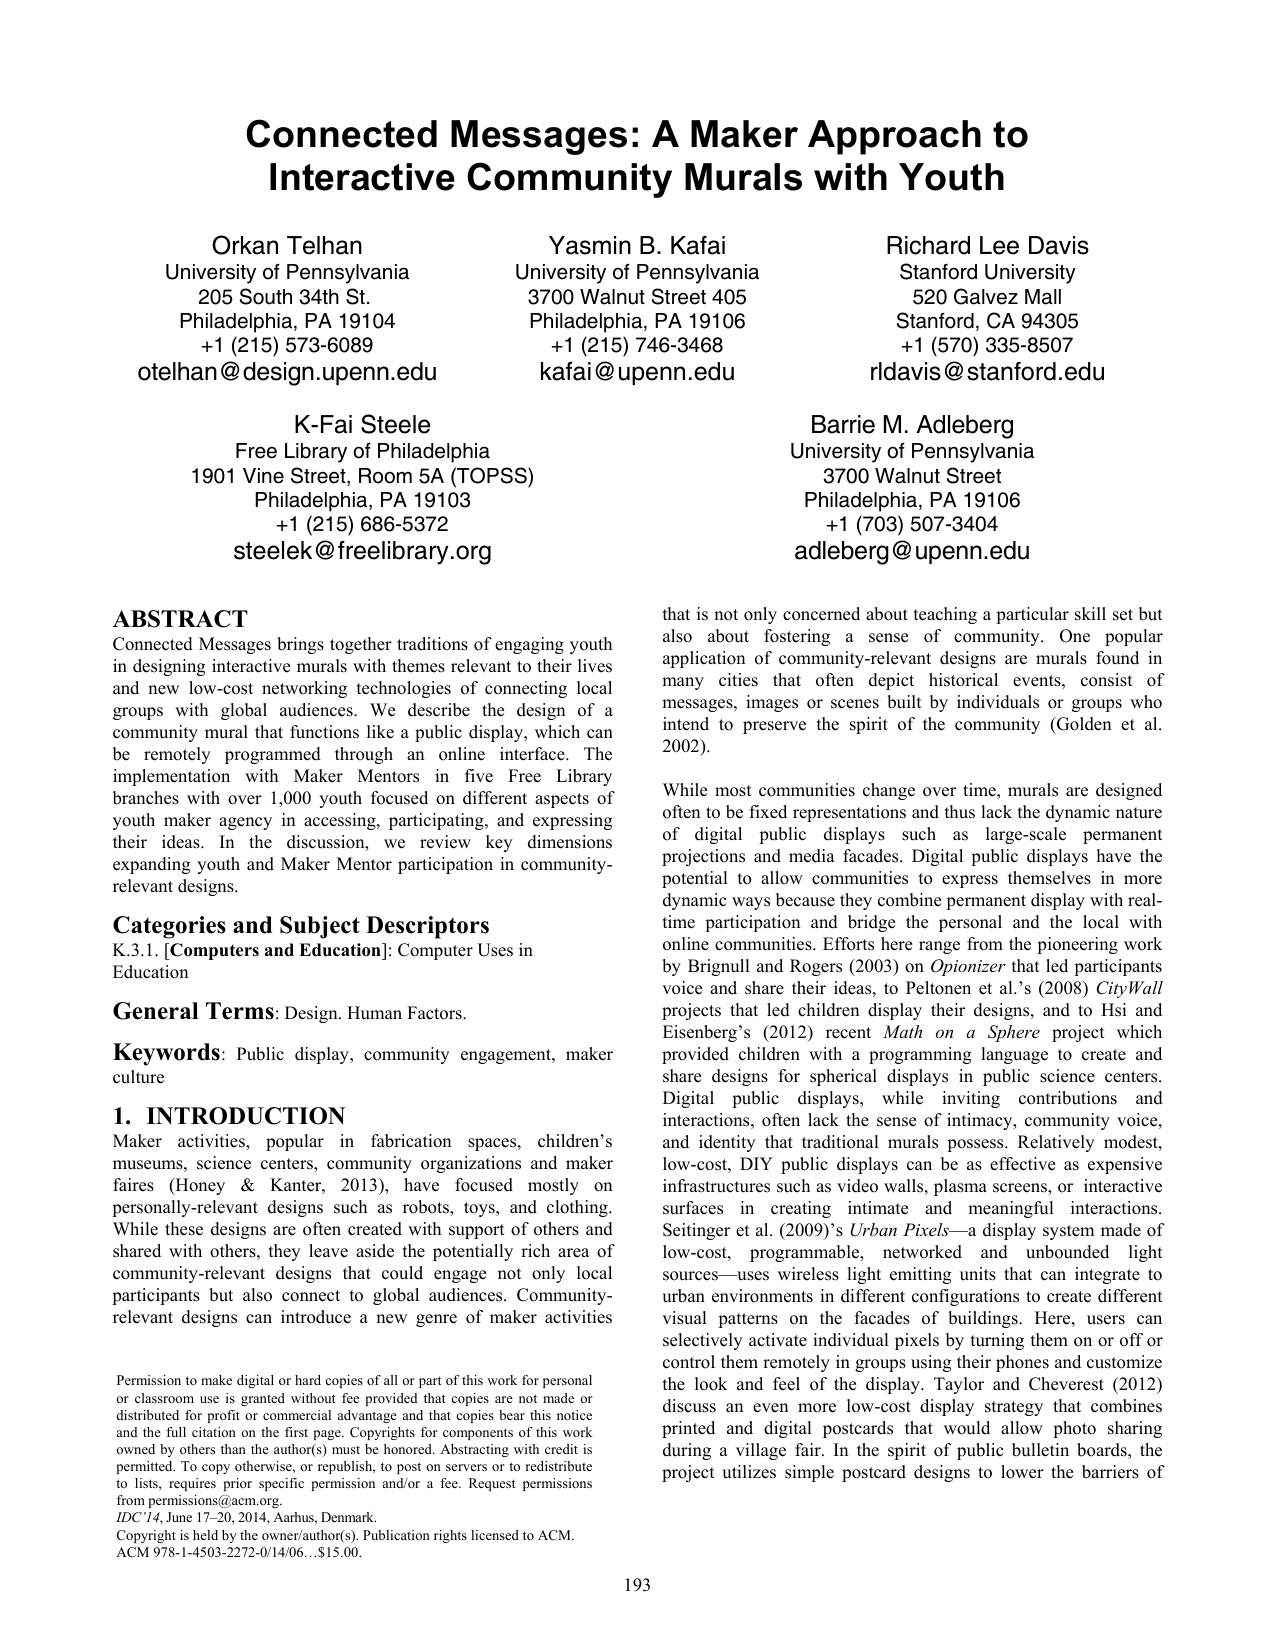 Connected Messages: A Maker Approach to
Interactive Community Murals with Youth
Orkan Telhan
University of Pennsylvania
205 South 34th St.
Philadelphia, PA 19104
+1 (215) 573-6089
otelhan@design.upenn.edu
Yasmin B. Kafai
University of Pennsylvania
3700 Walnut Street 405
Philadelphia, PA 19106
+1 (215) 746-3468
kafai@upenn.edu
Richard Lee Davis
Stanford University
520 Galvez Mall
Stanford, CA 94305
+1 (570) 335-8507
rldavis@stanford.edu
K-Fai Steele
Free Library of Philadelphia
1901 Vine Street, Room 5A (TOPSS)
Philadelphia, PA 19103
+1 (215) 686-5372
steelek@freelibrary.org
Barrie M. Adleberg
University of Pennsylvania
3700 Walnut Street
Philadelphia, PA 19106
+1 (703) 507-3404
adleberg@upenn.edu
ABSTRACT
Connected Messages brings together traditions of engaging youth
in designing interactive murals with themes relevant to their lives
and new low-cost networking technologies of connecting local
groups with global audiences. We describe the design of a
community mural that functions like a public display, which can
be remotely programmed through an online interface. The
implementation with Maker Mentors in five Free Library
branches with over 1,000 youth focused on different aspects of
youth maker agency in accessing, participating, and expressing
their ideas. In the discussion, we review key dimensions
expanding youth and Maker Mentor participation in community-
relevant designs.
Categories and Subject Descriptors
K.3.1. [Computers and Education]: Computer Uses in
Education
General Terms: Design. Human Factors.
Keywords: Public display, community engagement, maker
culture
1. INTRODUCTION
Maker activities, popular in fabrication spaces, children's
museums, science centers, community organizations and maker
faires (Honey & Kanter, 2013), have focused mostly on
personally-relevant designs such as robots, toys, and clothing.
While these designs are often created with support of others and
shared with others, they leave aside the potentially rich area of
community-relevant designs that could engage not only local
participants but also connect to global audiences. Community-
relevant designs can introduce a new genre of maker activities
Permission to make digital or hard copies of all or part of this work for personal
or classroom use is granted without fee provided that copies are not made or
distributed for profit or commercial advantage and that copies bear this notice
and the full citation on the first page. Copyrights for components of this work
owned by others than the author(s) must be honored. Abstracting with credit is
permitted. To copy otherwise, or republish, to post on servers or to redistribute
to lists, requires prior specific permission and/or a fee. Request permissions
from permissions@acm.org.
IDC'14, June 17–20, 2014, Aarhus, Denmark.
Copyright is held by the owner/author(s). Publication rights licensed to ACM.
ACM 978-1-4503-2272-0/14/06…$15.00.
that is not only concerned about teaching a particular skill set but
also about fostering a sense of community. One popular
application of community-relevant designs are murals found in
many cities that often depict historical events, consist of
messages, images or scenes built by individuals or groups who
intend to preserve the spirit of the community (Golden et al.
2002).
While most communities change over time, murals are designed
often to be fixed representations and thus lack the dynamic nature
of digital public displays such as large-scale permanent
projections and media facades. Digital public displays have the
potential to allow communities to express themselves in more
dynamic ways because they combine permanent display with real-
time participation and bridge the personal and the local with
online communities. Efforts here range from the pioneering work
by Brignull and Rogers (2003) on Opionizer that led participants
voice and share their ideas, to Peltonen et al.'s (2008) CityWall
projects that led children display their designs, and to Hsi and
Eisenberg's (2012) recent Math on a Sphere project which
provided children with a programming language to create and
share designs for spherical displays in public science centers.
Digital public displays, while inviting contributions and
interactions, often lack the sense of intimacy, community voice,
and identity that traditional murals possess. Relatively modest,
low-cost, DIY public displays can be as effective as expensive
infrastructures such as video walls, plasma screens, or interactive
surfaces in creating intimate and meaningful interactions.
Seitinger et al. (2009)'s Urban Pixels—a display system made of
low-cost, programmable, networked and unbounded light
sources—uses wireless light emitting units that can integrate to
urban environments in different configurations to create different
visual patterns on the facades of buildings. Here, users can
selectively activate individual pixels by turning them on or off or
control them remotely in groups using their phones and customize
the look and feel of the display. Taylor and Cheverest (2012)
discuss an even more low-cost display strategy that combines
printed and digital postcards that would allow photo sharing
during a village fair. In the spirit of public bulletin boards, the
project utilizes simple postcard designs to lower the barriers of
193